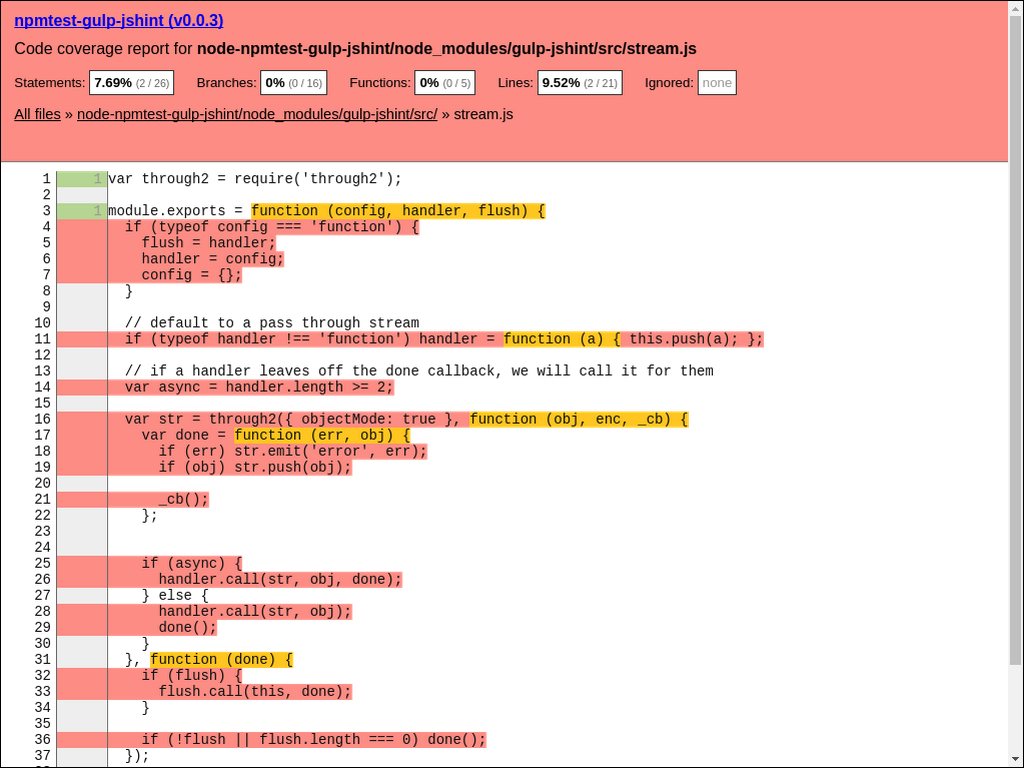 npmtest-gulp-jshint (v0.0.3)
Code coverage report for node-npmtest-gulp-jshint/node_modules/gulp-jshint/src/stream.js
Statements: 7.69% (2 / 26) Branches: 0% (0 / 16) Functions: 0% (0 / 5) Lines: 9.52% (2 / 21) Ignored: none
All files » node-npmtest-gulp-jshint/node_modules/gulp-jshint/src/ » stream.js
1 1 var through2 = require('through2');
2
3 1 module.exports = function (config, handler, flush) {
4 if (typeof config === 'function') {
5 flush = handler;
6 handler = config;
7 config = {};
8 }
9
10 // default to a pass through stream
11 if (typeof handler !== 'function') handler = function (a) { this.push(a); };
12
13 // if a handler leaves off the done callback, we will call it for them
14 var async = handler.length >= 2;
15
16 var str = through2({ objectMode: true }, function (obj, enc, _cb) {
17 var done = function (err, obj) {
18 if (err) str.emit('error', err);
19 if (obj) str.push(obj);
20
21 _cb();
22 };
23
24
25 if (async) {
26 handler.call(str, obj, done);
27 } else {
28 handler.call(str, obj);
29 done();
30 }
31 }, function (done) {
32 if (flush) {
33 flush.call(this, done);
34 }
35
36 if (!flush || flush.length === 0) done();
37 });